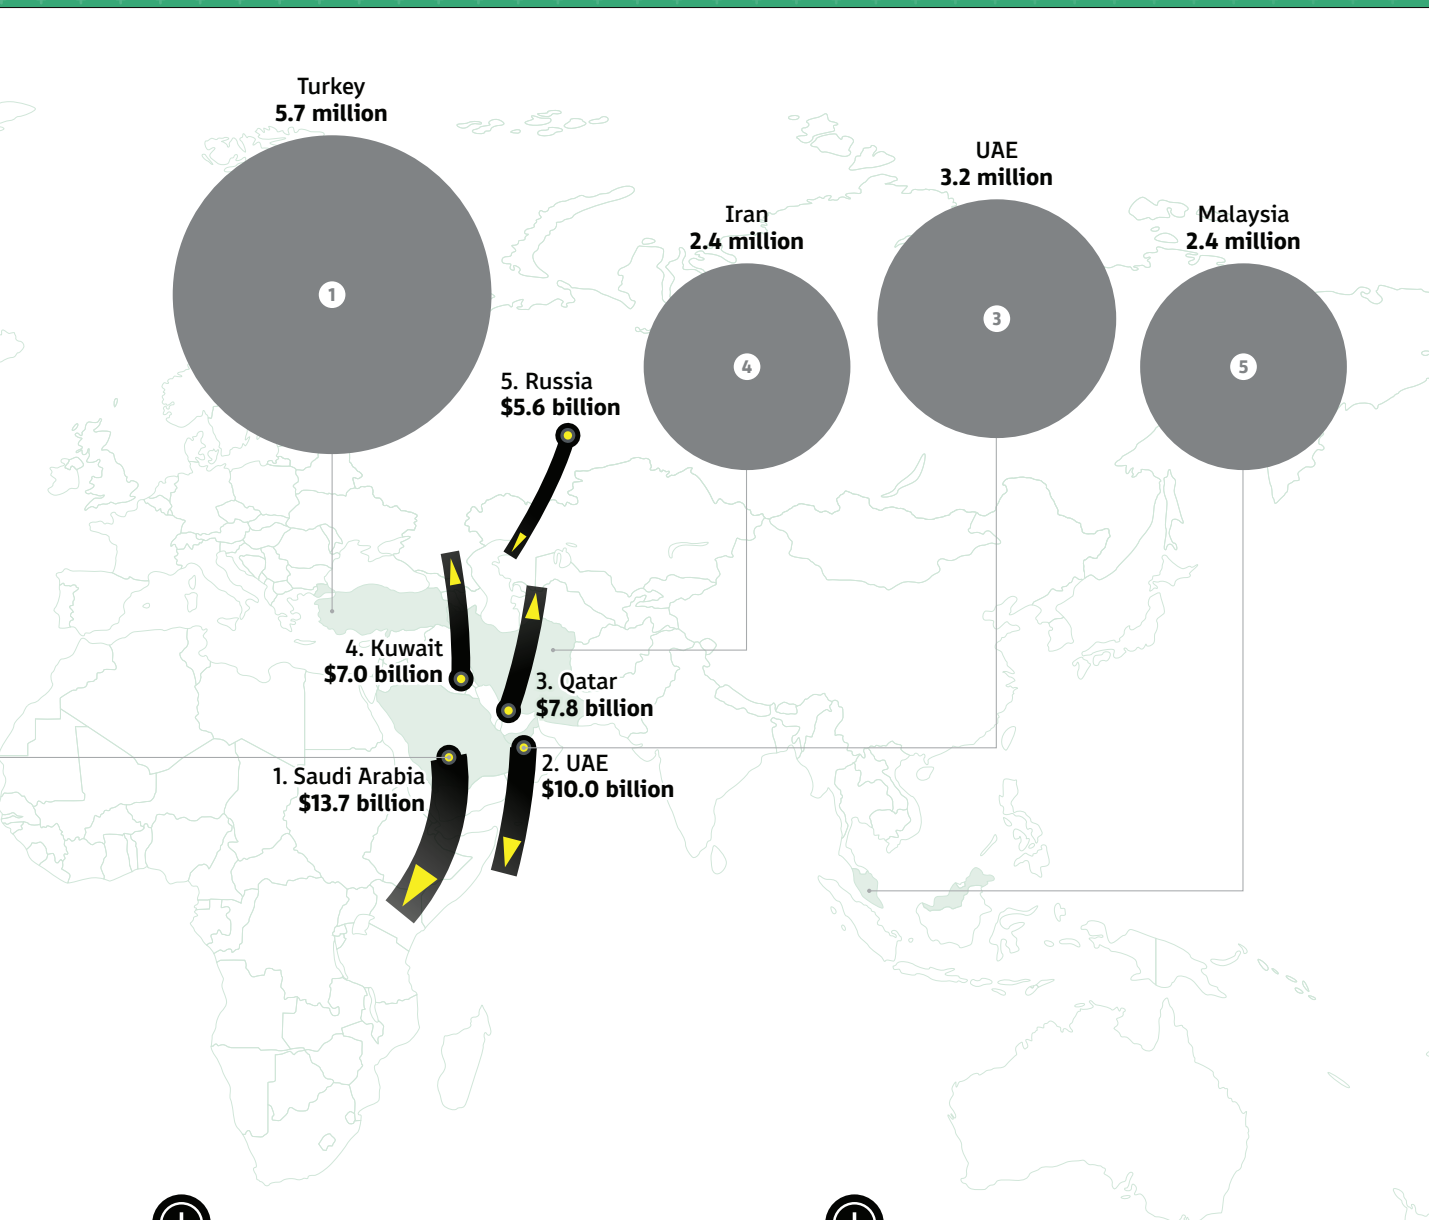 Turkey
5.7 million
UAE
3.2 million
Iran
2.4 million
Malaysia
2.4 million
1
3
4
5
5. Russia
$5.6 billion
4. Kuwait
$7.0 billion
3. Qatar
$7.8 billion
2. UAE
$10.0 billion
1. Saudi Arabia
$13.7 billion